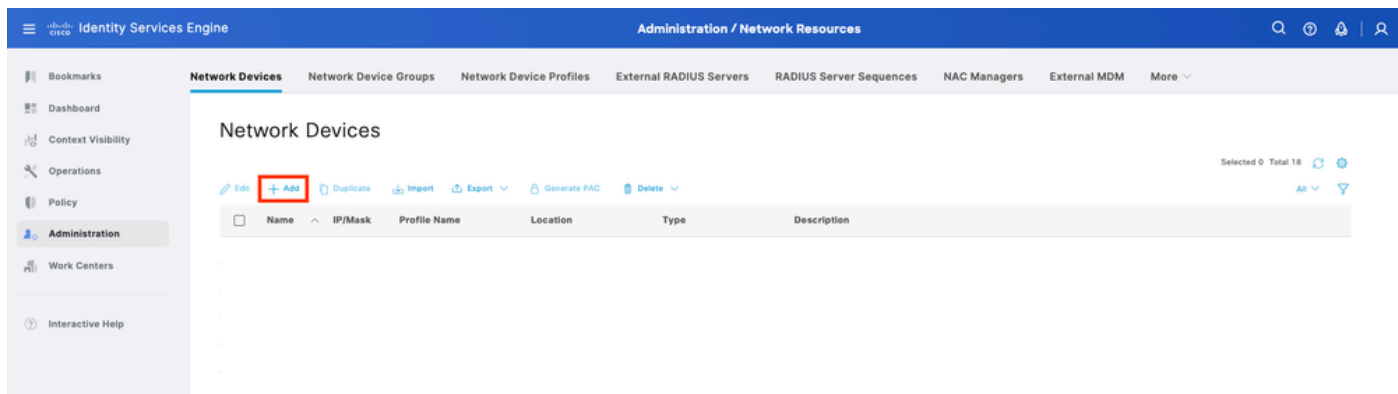 cisco Identity Services Engine
Administration / Network Resources
Bookmarks
Dashboard
Context Visibility
Operations
Policy
Administration
Work Centers
Interactive Help
Network Devices Network Device Groups Network Device Profiles External RADIUS Servers RADIUS Server Sequences NAC Managers External MDM More
Network Devices
Selected 0 Total 18
Edit Add Duplicate Import Export Generate PAC Delete All
Name IP/Mask Profile Name Location Type Description